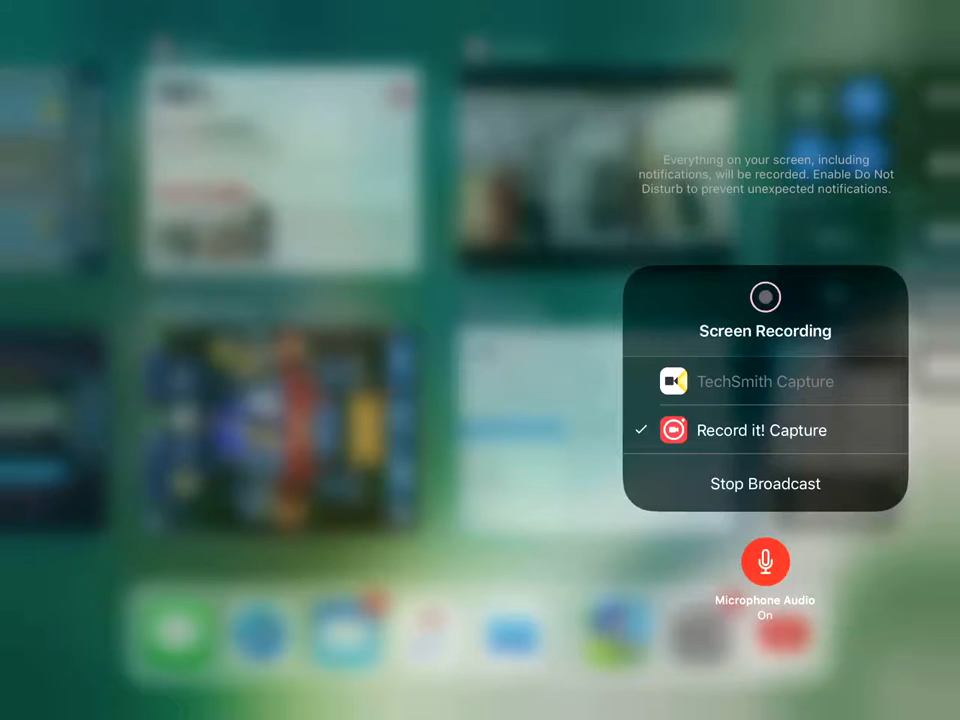 Everything on your screen, including
notifications, will be recorded. Enable Do Not
Disturb to prevent unexpected notifications.
Screen Recording
TechSmith Capture
Record it! Capture
Stop Broadcast
Microphone Audio
On